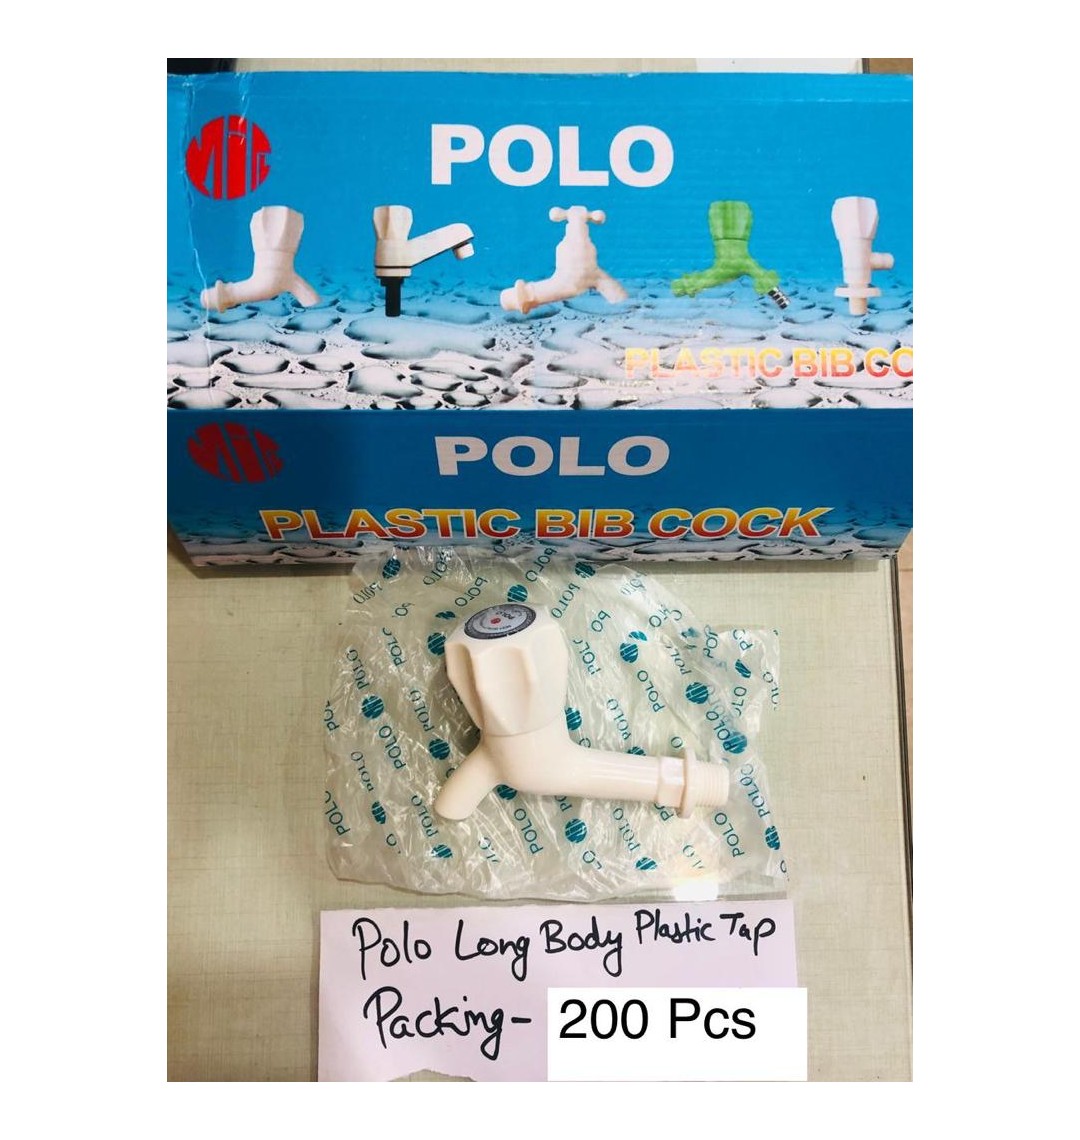 POLO
PLASTIC BIB CO
POLO
PLASTIC BIB COCK
POLO
Polo Long Body Plastic Tap
Packing- 200 Pcs